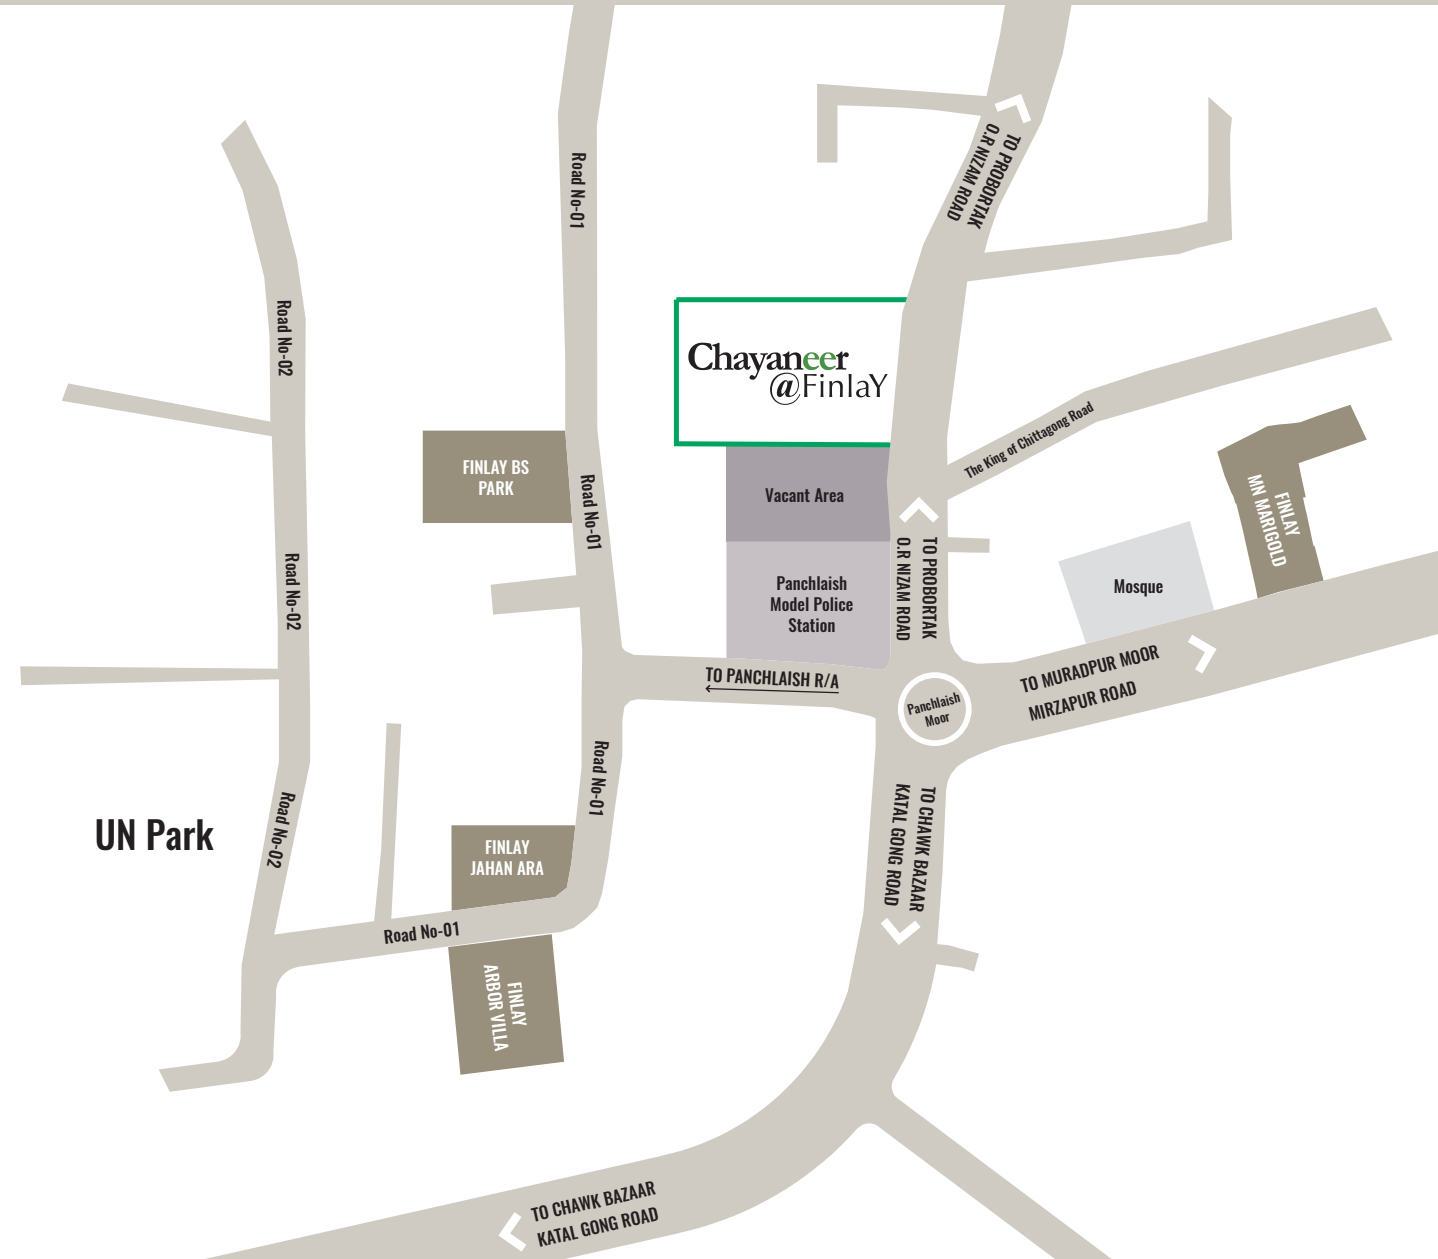 TO PROBORTAK
O.R NIZAM ROAD
Road No-01
Road No-02
Chayaneer
@FinlaY
The King of Chittagong Road
FINLAY BS
PARK
Vacant Area
Road No-01
FINLAY
MN MARIGOLD
TO PROBORTAK
O.R NIZAM ROAD
Road No-02
Panchlaish
Model Police
Station
Mosque
TO PANCHLAISH R/A
TO MURADPUR MOOR
MIRZAPUR ROAD
Panchlaish
Moor
Road No-01
UN Park
Road No-02
FINLAY
JAHAN ARA
TO CHAWK BAZAAR
KATAL GONG ROAD
Road No-01
FINLAY
ARBOR VILLA
TO CHAWK BAZAAR
KATAL GONG ROAD